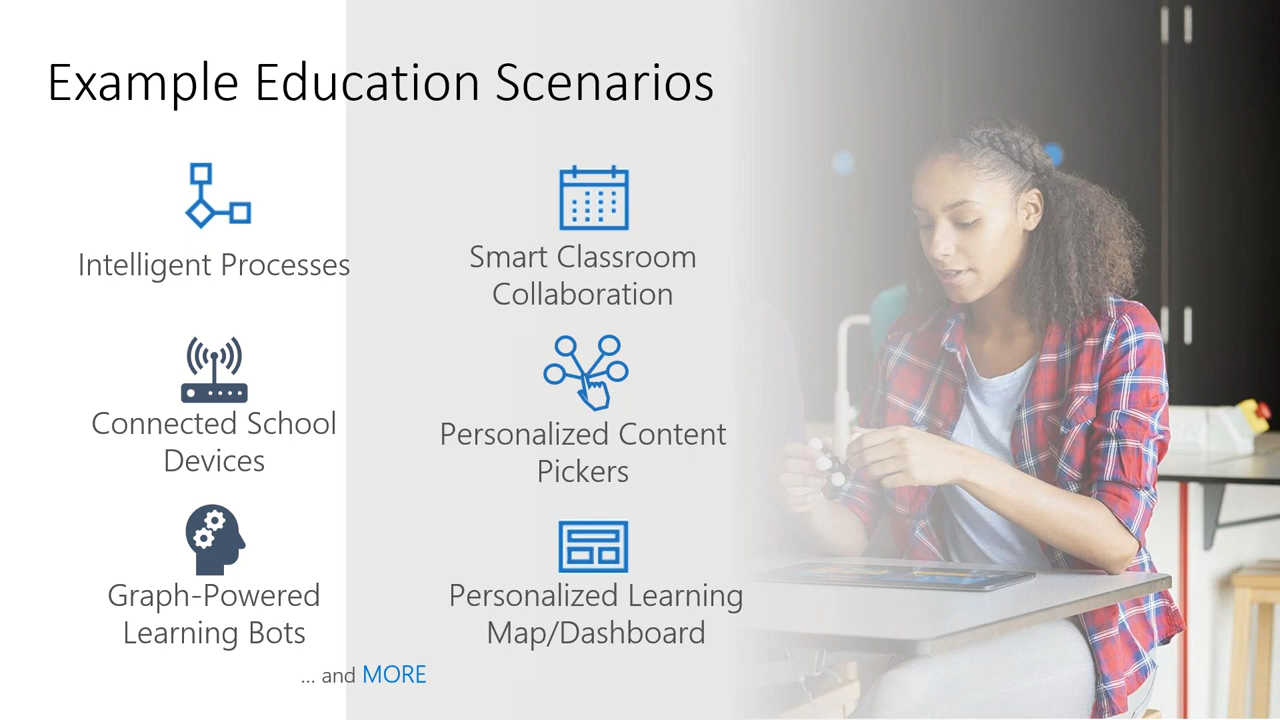 Example Education Scenarios
Intelligent Processes
Smart Classroom
Collaboration
Connected School
Devices
Personalized Content
Pickers
Graph-Powered
Learning Bots
Personalized Learning
Map/Dashboard
... and MORE